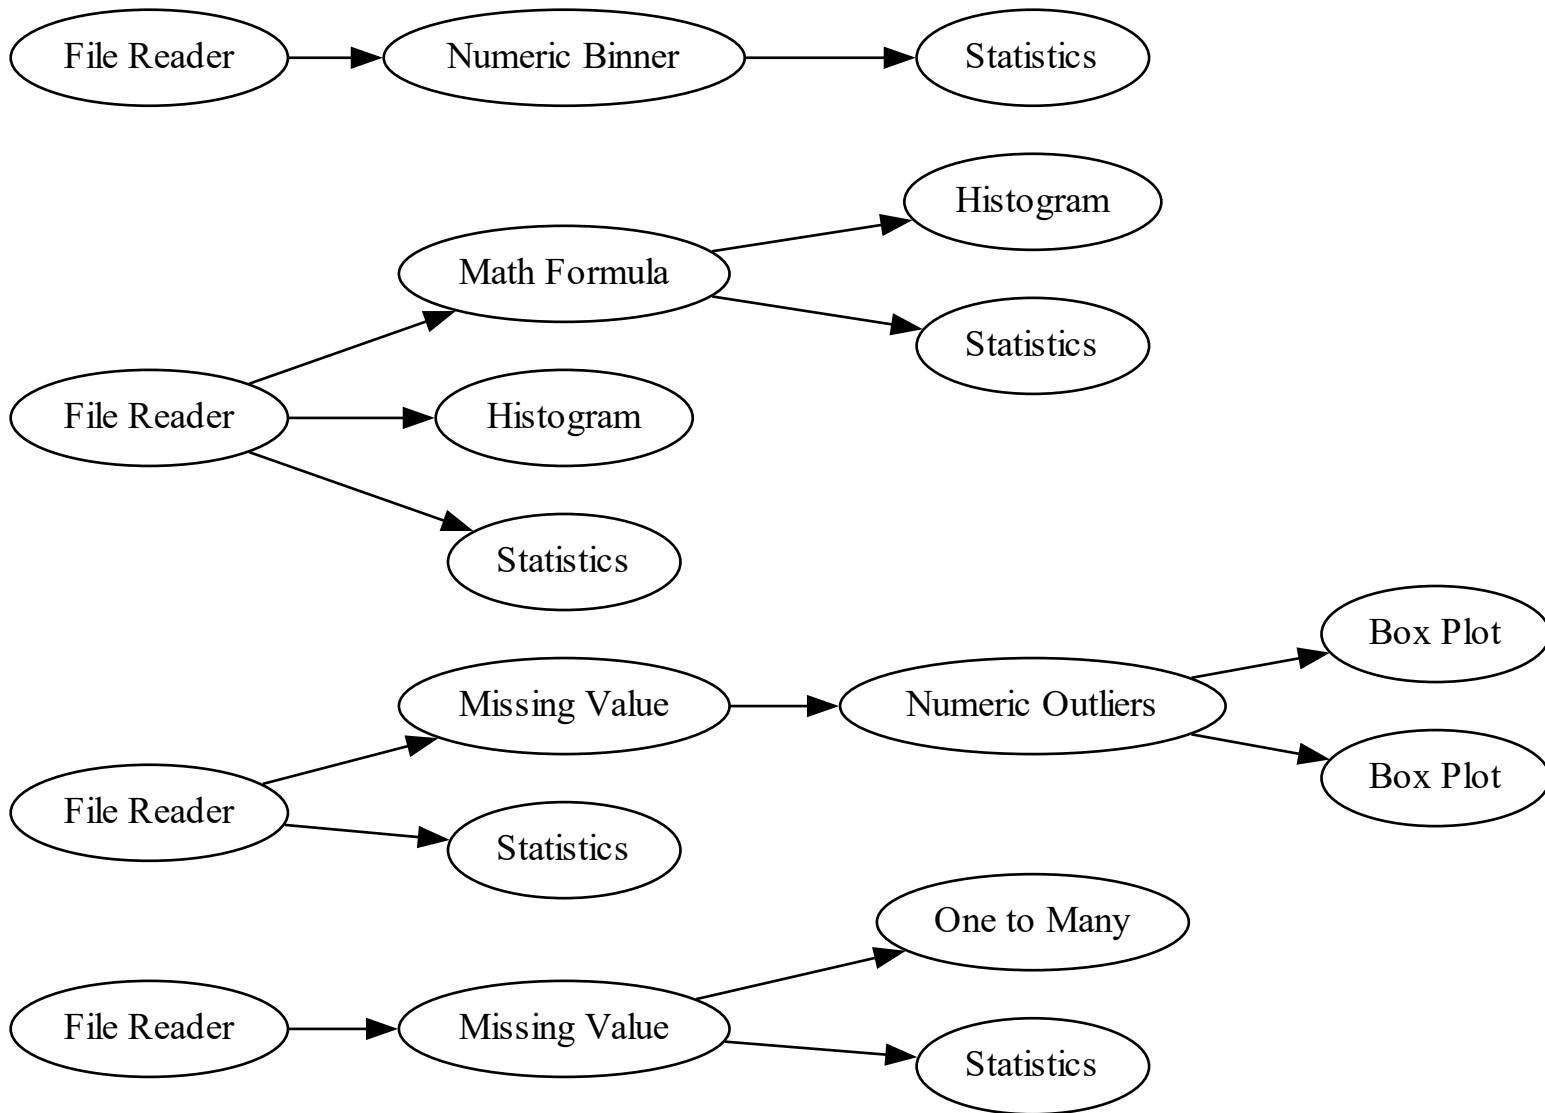 File Reader
Numeric Binner
Statistics
Histogram
Math Formula
Statistics
File Reader
Histogram
Statistics
Box Plot
Missing Value
Numeric Outliers
Box Plot
File Reader
Statistics
One to Many
File Reader
Missing Value
Statistics